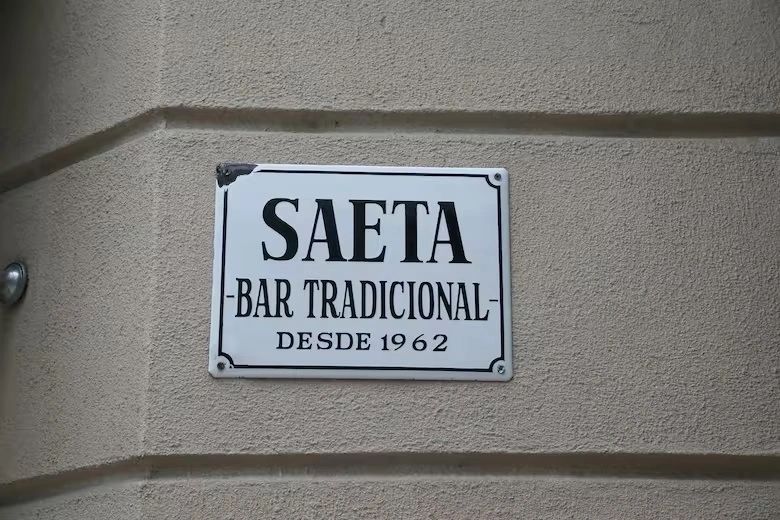 SAETA
-BAR TRADICIONAL-
DESDE 1962